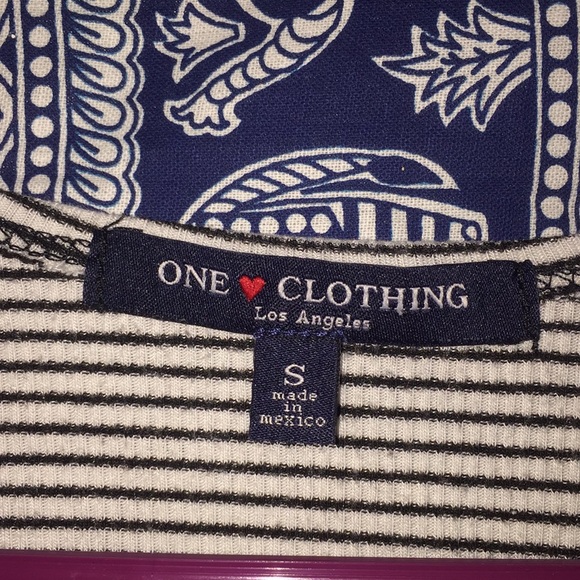 ONE ♥ CLOTHING
Los Angeles
S
made
in
mexico